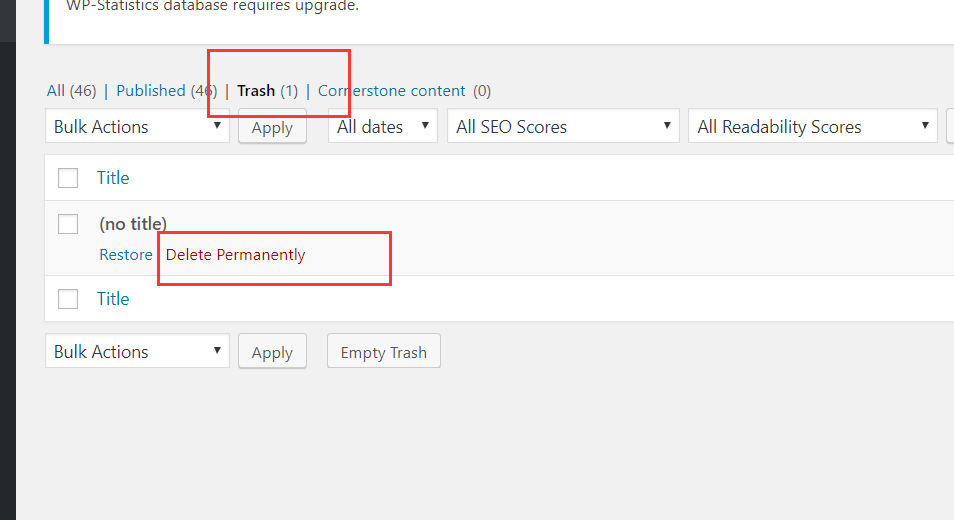 WP-Statistics database requires upgrade.
All (46) | Published (46) | Trash (1) | Cornerstone content (0)
Bulk Actions Apply All dates All SEO Scores All Readability Scores
Title
(no title)
Restore Delete Permanently
Title
Bulk Actions Apply Empty Trash